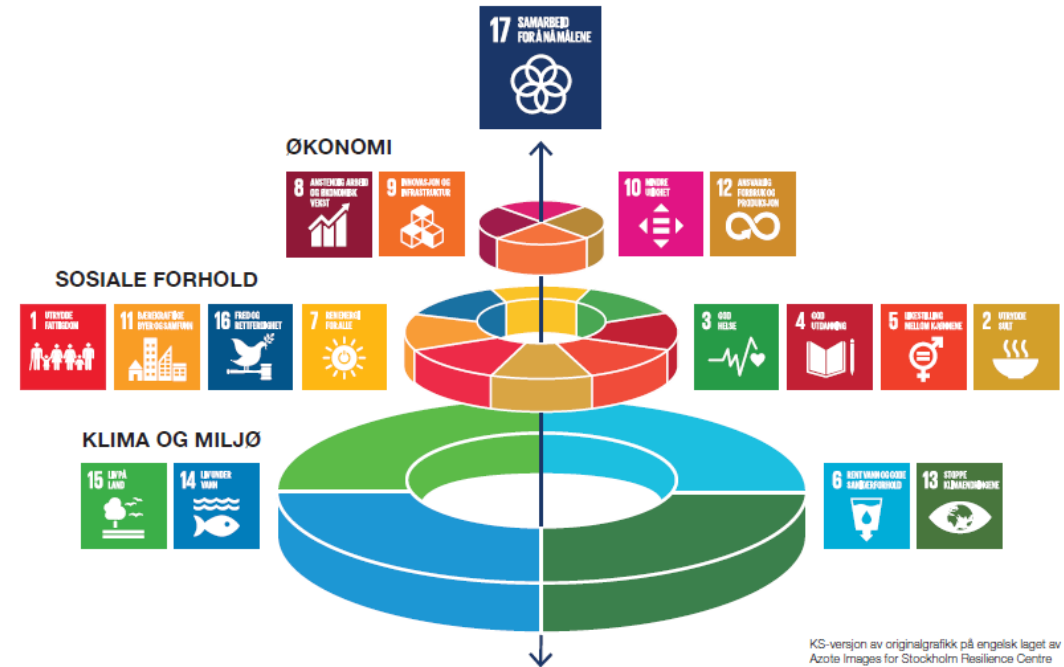 17 SAMARBEID
FOR Å NÅ MÅLENE
ØKONOMI
8 ANSTENDIG ARBEID
OG ØKONOMISK
VEKST
9 INNOVASJON OG
INFRASTRUKTUR
10 MINDRE
ULIKHET
12 ANSVARLIG
FORBRUK OG
PRODUKSJON
SOSIALE FORHOLD
1 UTRYDDE
FATTIGDOM
11 BÆREKRAFTIGE
BYER OG SAMFUNN
16 FRED OG
RETTFERDIGHET
7 REN ENERGI
FOR ALLE
3 GOD
HELSE
4 GOD
UTDANNING
5 LIKESTILLING
MELLOM KJØNNENE
2 UTRYDDE
SULT
KLIMA OG MILJØ
15 LIV PÅ
LAND
14 LIV UNDER
VANN
6 RENT VANN OG GODE
SANITÆRFORHOLD
13 STOPPE
KLIMAENDRINGENE
KS-versjon av originalgrafikk på engelsk laget av
Azote Images for Stockholm Resilience Centre